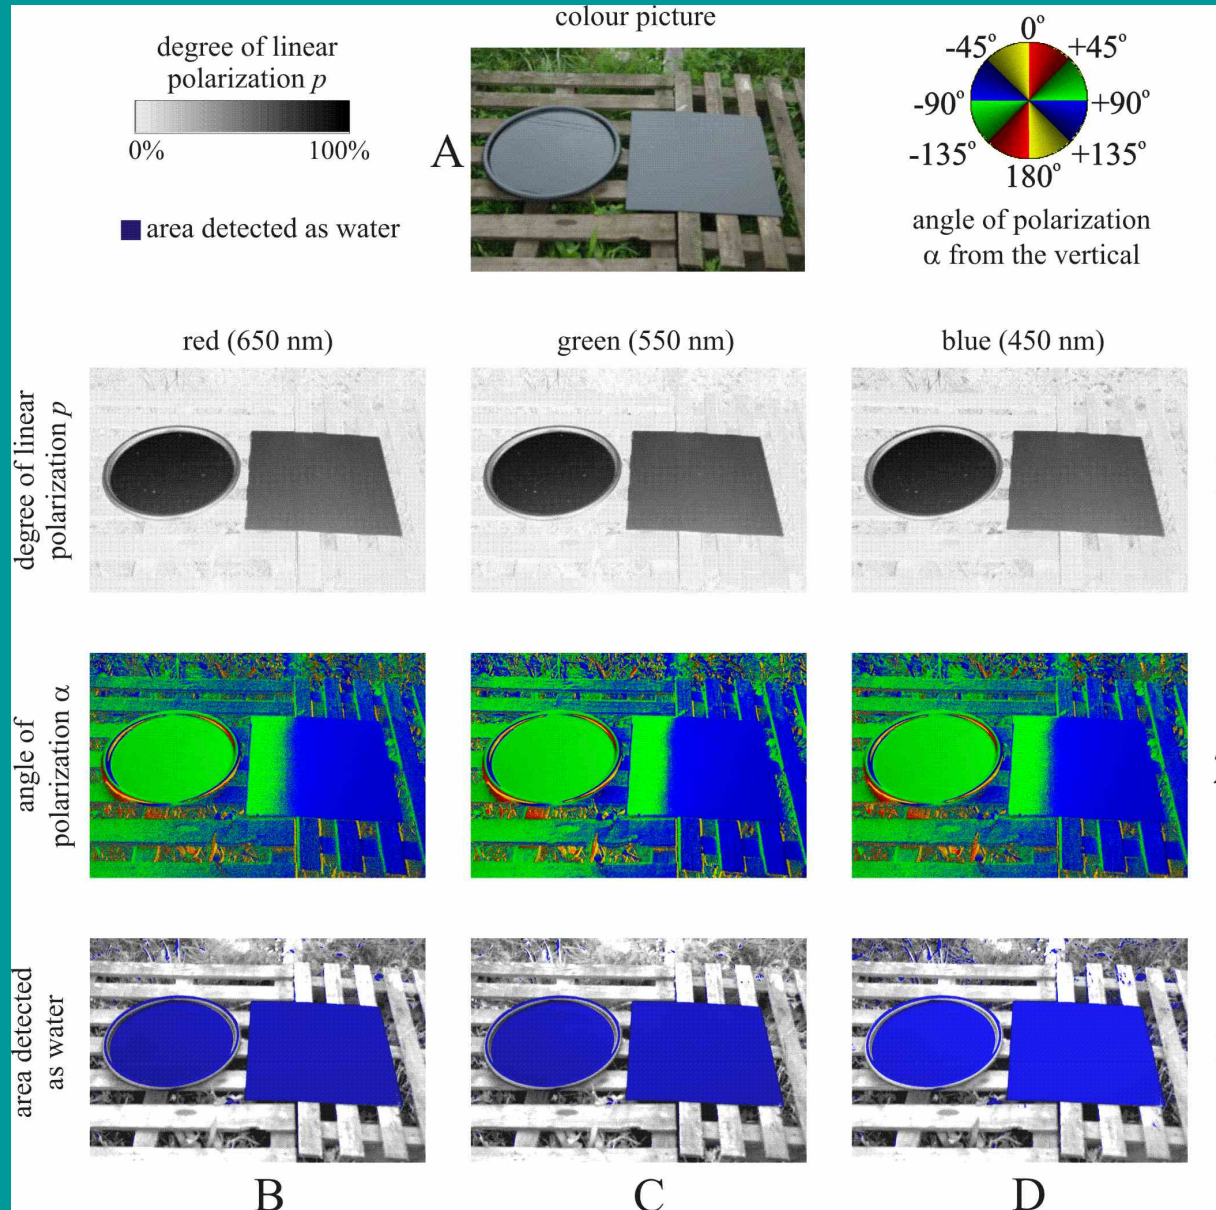 colour picture
degree of linear
polarization p
0% 100%
A
area detected as water
0°
-45° +45°
-90° +90°
-135° +135°
180°
angle of polarization
α from the vertical
red (650 nm) green (550 nm) blue (450 nm)
degree of linear
polarization p
angle of
polarization α
area detected
as water
B C D